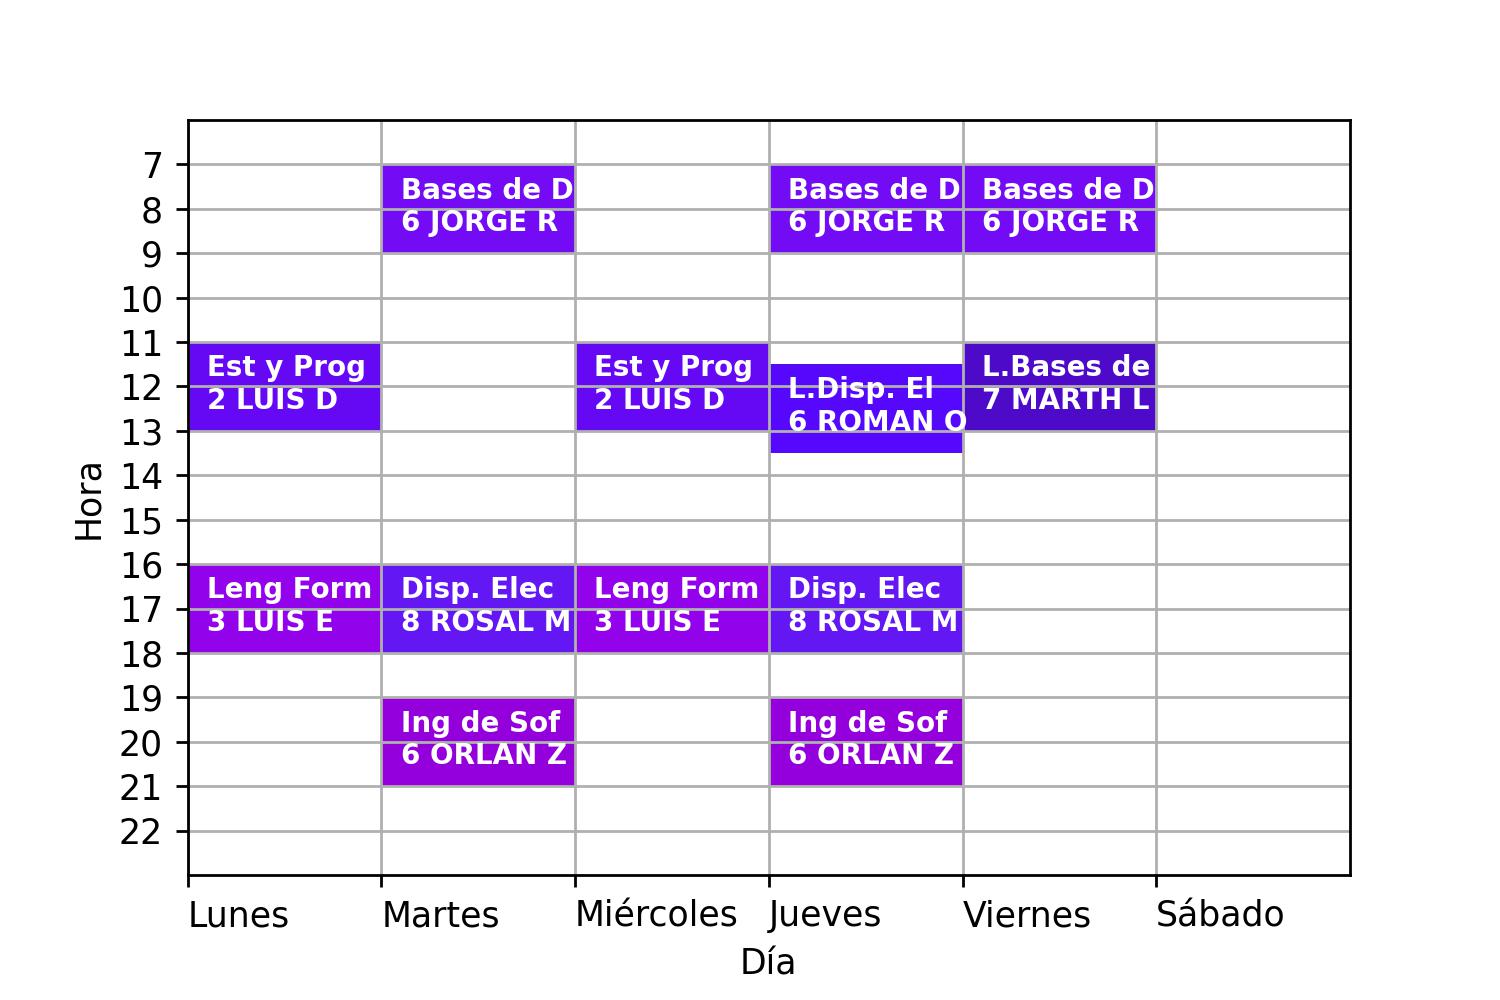 7
Bases de D
6 JORGE R
Bases de D
6 JORGE R
Bases de D
6 JORGE R
8
9
10
11
Est y Prog
2 LUIS D
Est y Prog
2 LUIS D
L.Disp. El
6 ROMAN O
L.Bases de
7 MARTH L
12
13
14
15
Hora
16
Leng Form
3 LUIS E
Disp. Elec
8 ROSAL M
Leng Form
3 LUIS E
Disp. Elec
8 ROSAL M
17
18
19
Ing de Sof
6 ORLAN Z
Ing de Sof
6 ORLAN Z
20
21
22
Lunes
Martes
Miércoles
Jueves
Viernes
Sábado
Día